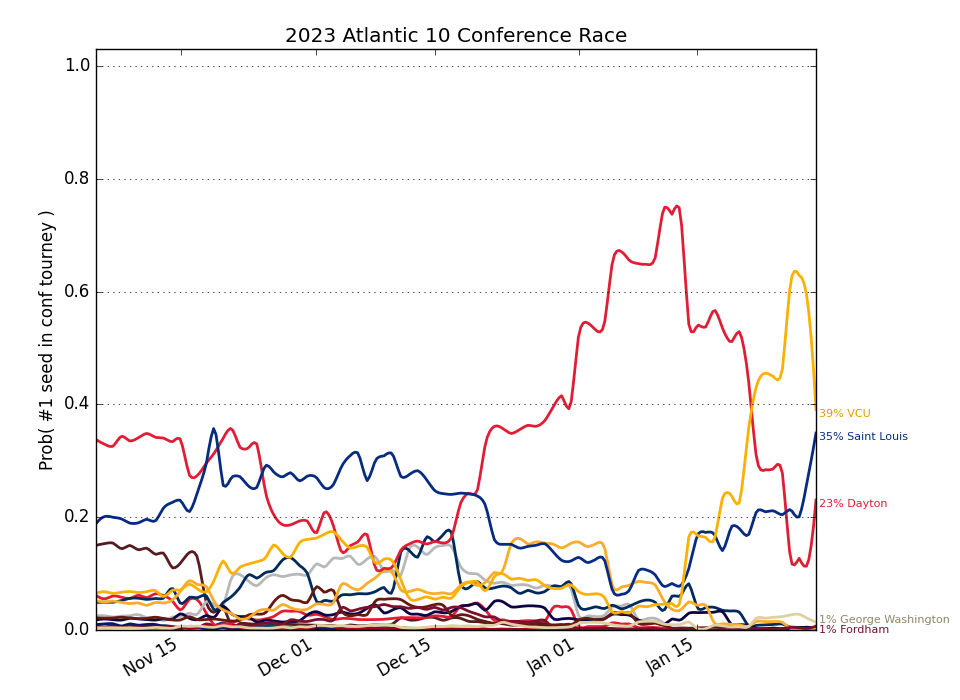 2023 Atlantic 10 Conference Race
Prob( #1 seed in conf tourney )
1.0
0.8
0.6
0.4
0.2
0.0
Nov 15
Dec 01
Dec 15
Jan 01
Jan 15
39% VCU
35% Saint Louis
23% Dayton
1% George Washington
1% Fordham